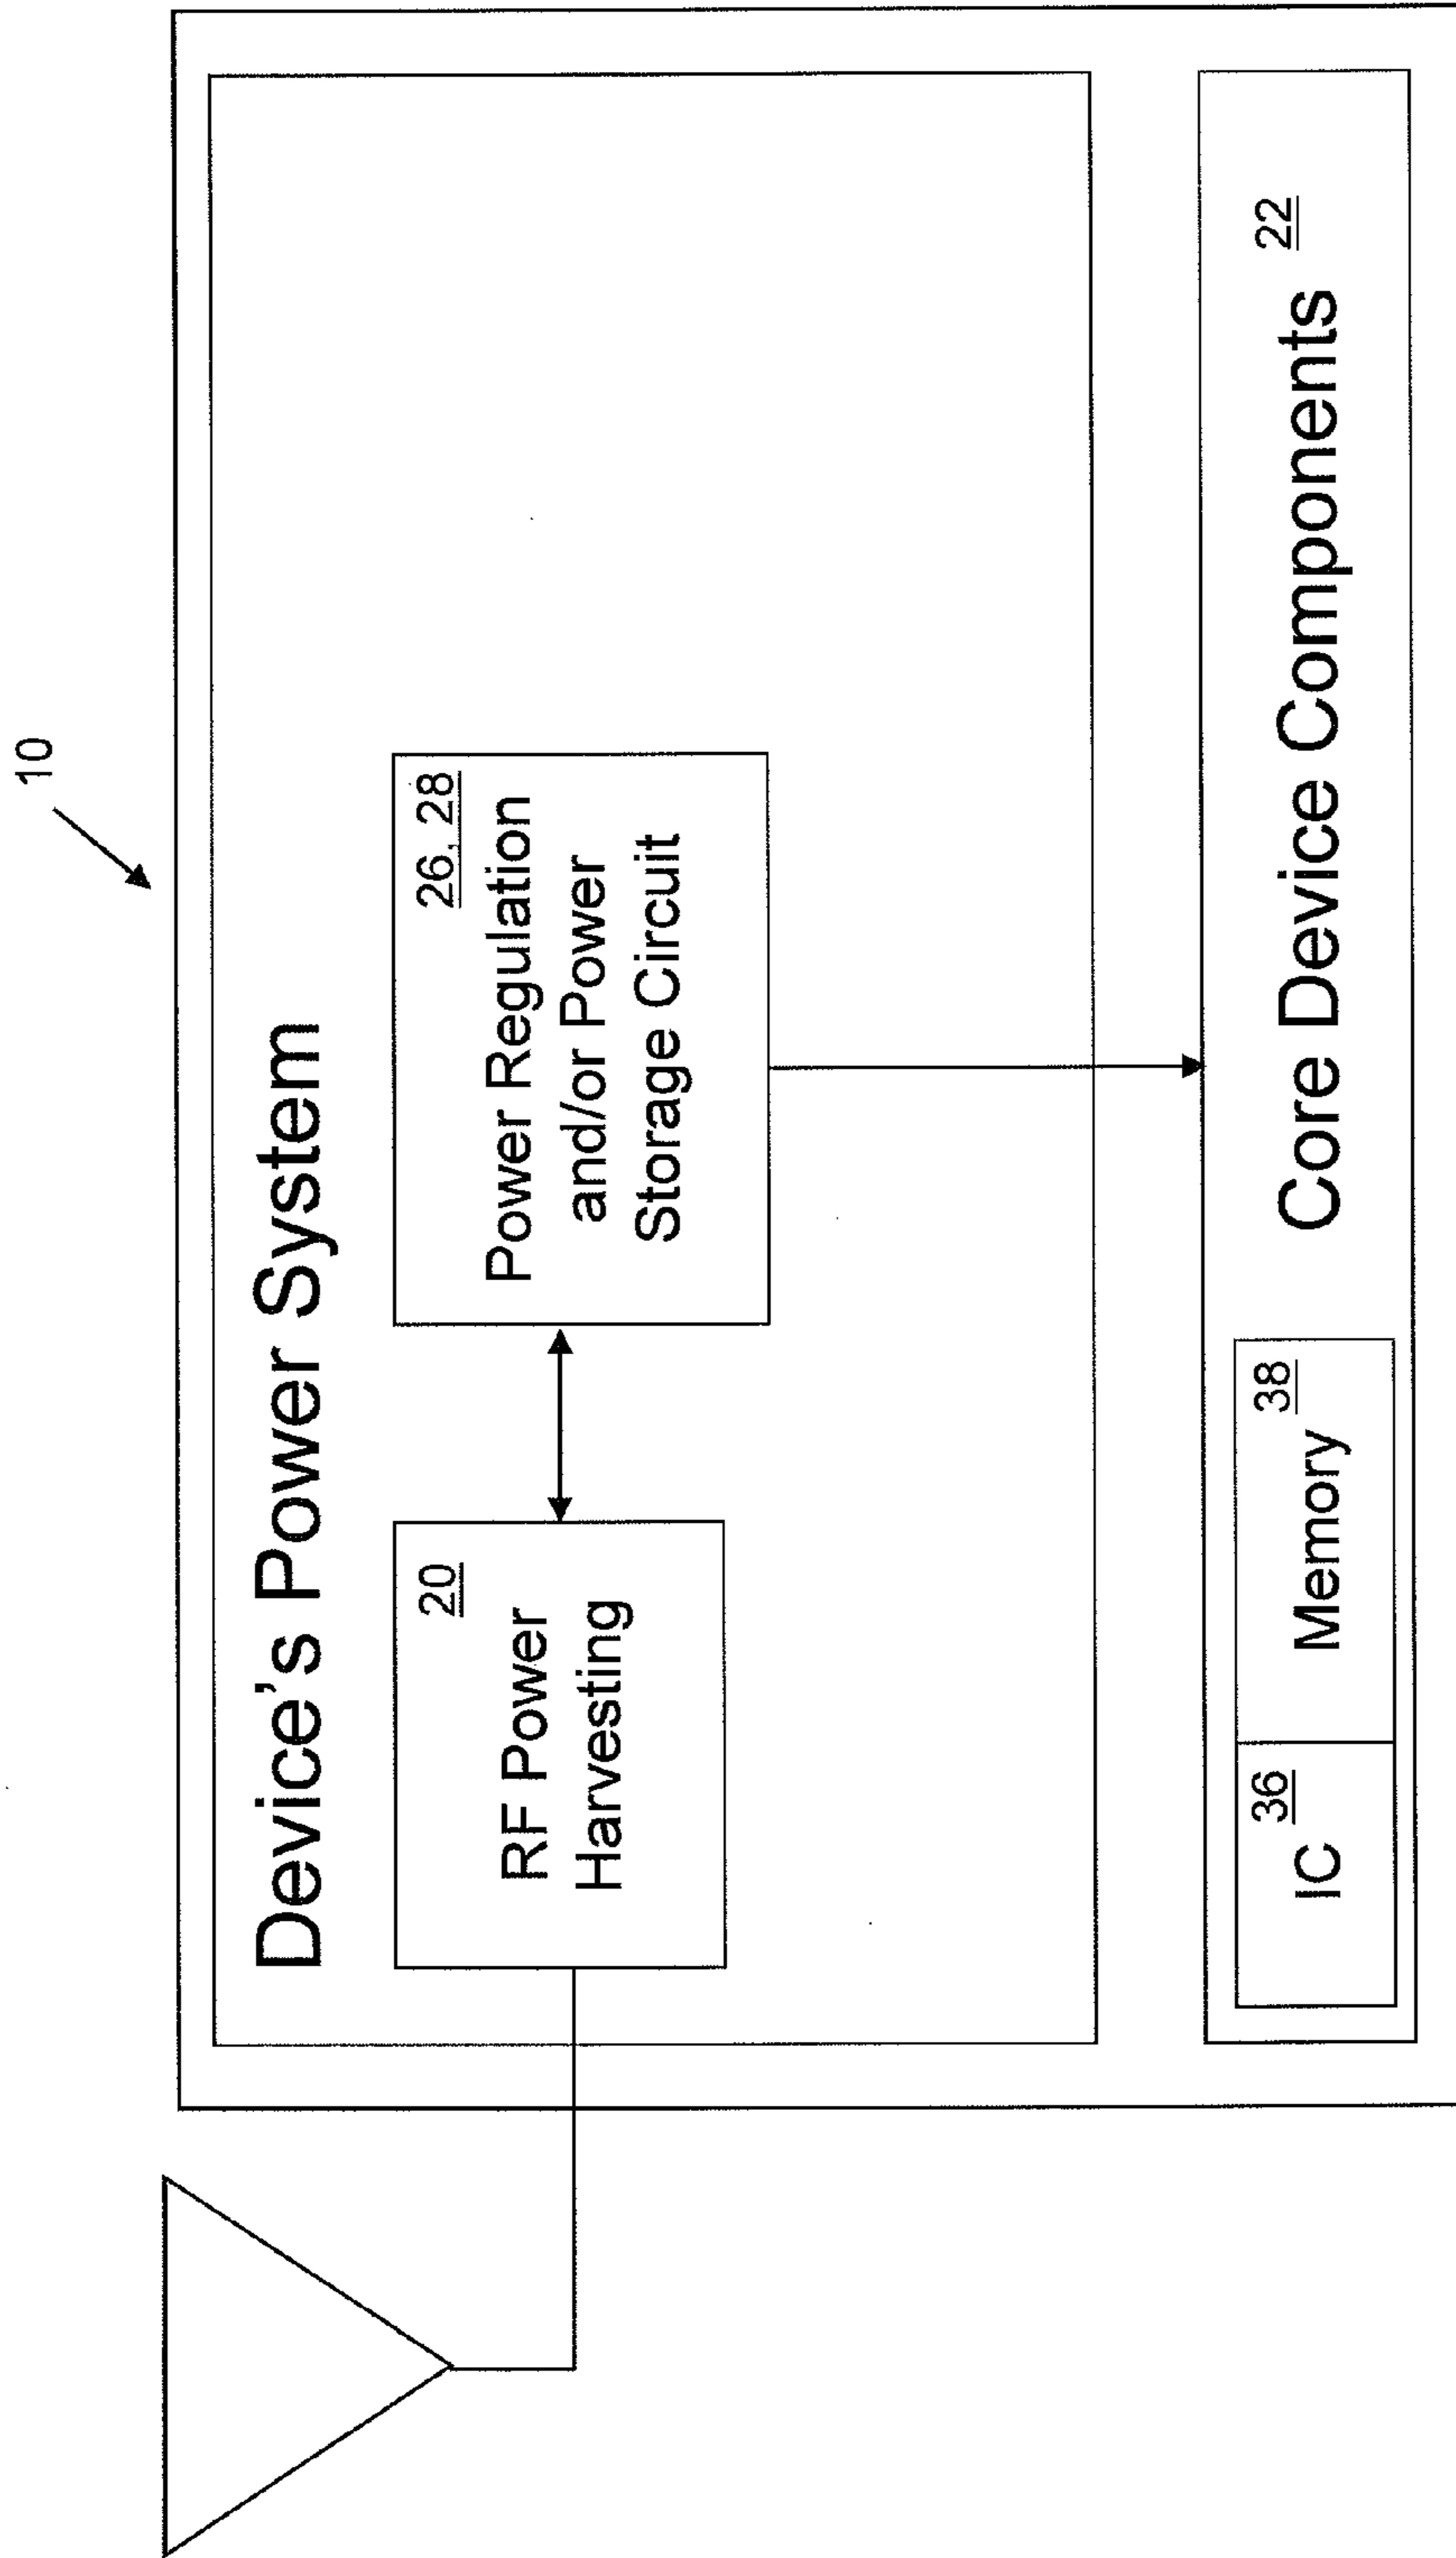 10
Device's Power System
20
RF Power
Harvesting
26, 28
Power Regulation
and/or Power
Storage Circuit
36
IC
38
Memory
Core Device Components 22